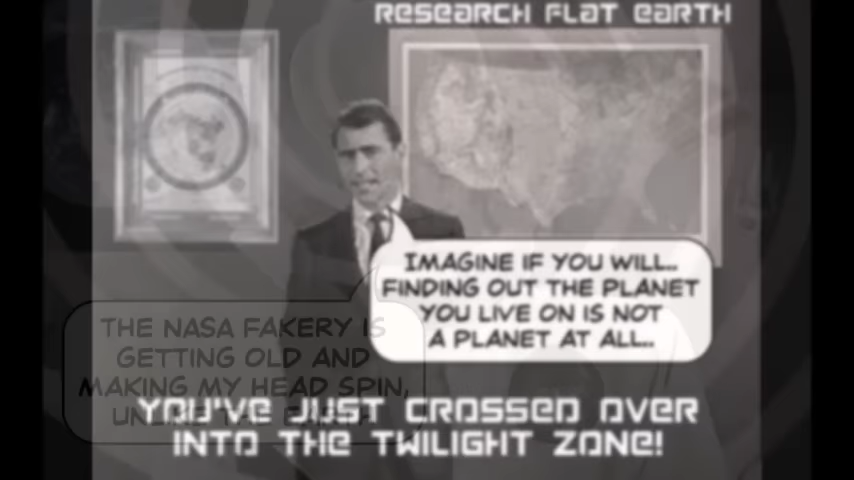 RESEARCH FLAT EARTH
IMAGINE IF YOU WILL..
FINDING OUT THE PLANET
YOU LIVE ON IS NOT
A PLANET AT ALL..
THE NASA FAKERY IS
GETTING OLD AND
MAKING MY HEAD SPIN,
UNLIKE THE
YOU'VE JUST CROSSED OVER
INTO THE TWILIGHT ZONE!